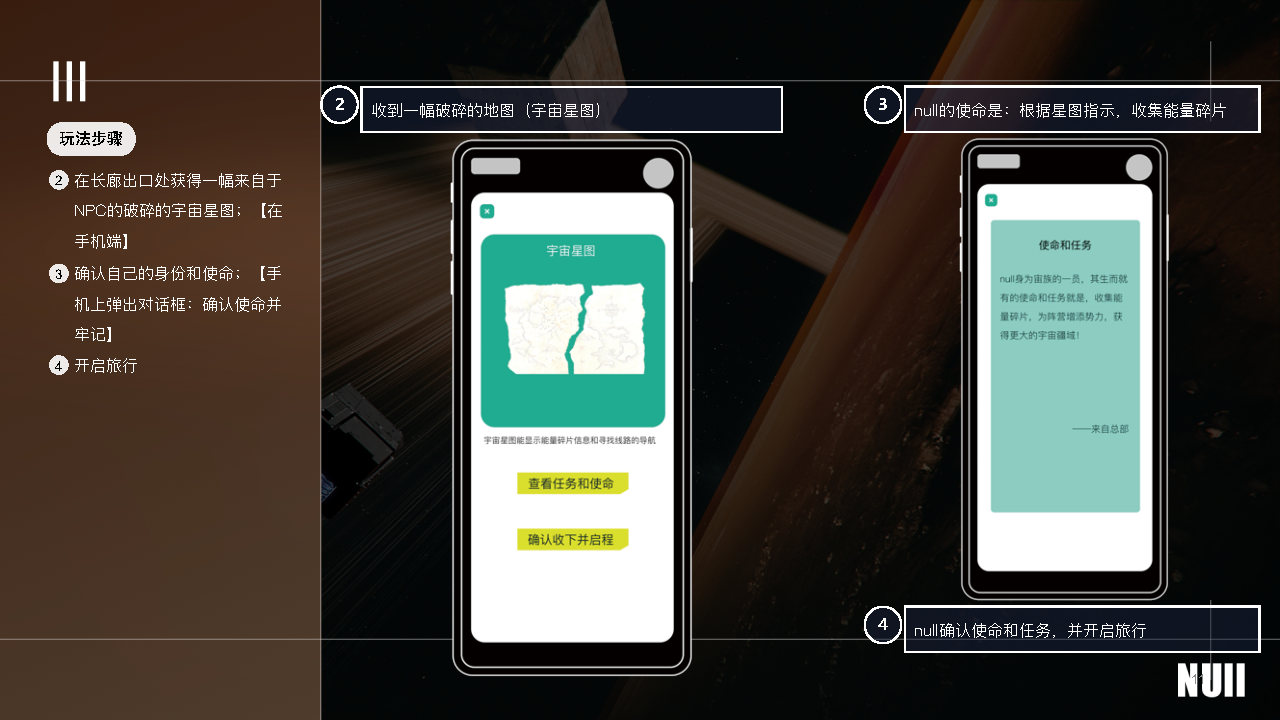 玩法步骤
2 在长廊出口处获得一幅来自于
NPC的破碎的宇宙星图；【在
手机端】
3 确认自己的身份和使命；【手
机上弹出对话框：确认使命并
牢记】
4 开启旅行
2 收到一幅破碎的地图（宇宙星图）
宇宙星图
宇宙星图能显示能量碎片信息和寻找线路的导航
查看任务和使命
确认收下并启程
3 null的使命是：根据星图指示，收集能量碎片
使命和任务
null身为宙族的一员，其生而就
有的使命和任务就是，收集能
量碎片，为阵营增添势力，获
得更大的宇宙疆域！
——来自总部
4 null确认使命和任务，并开启旅行
NUll